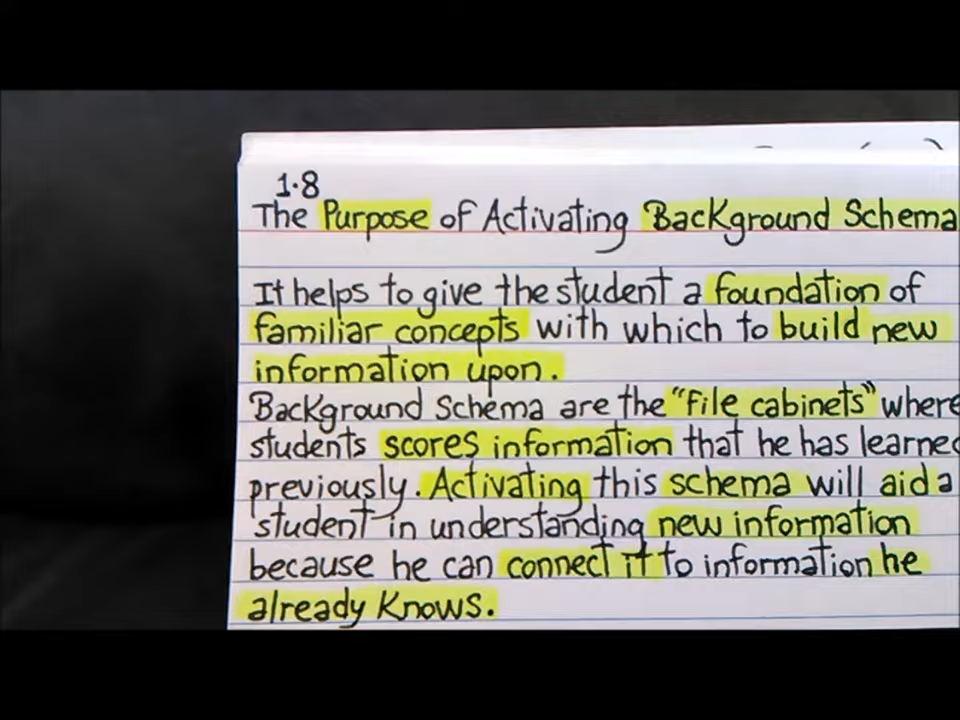 1.8
The Purpose of Activating Background Schema
It helps to give the student a foundation of
familiar concepts with which to build new
information upon.
Background Schema are the "file cabinets" where
students scores information that he has learned
previously. Activating this schema will aid a
student in understanding new information
because he can connect it to information he
already knows.